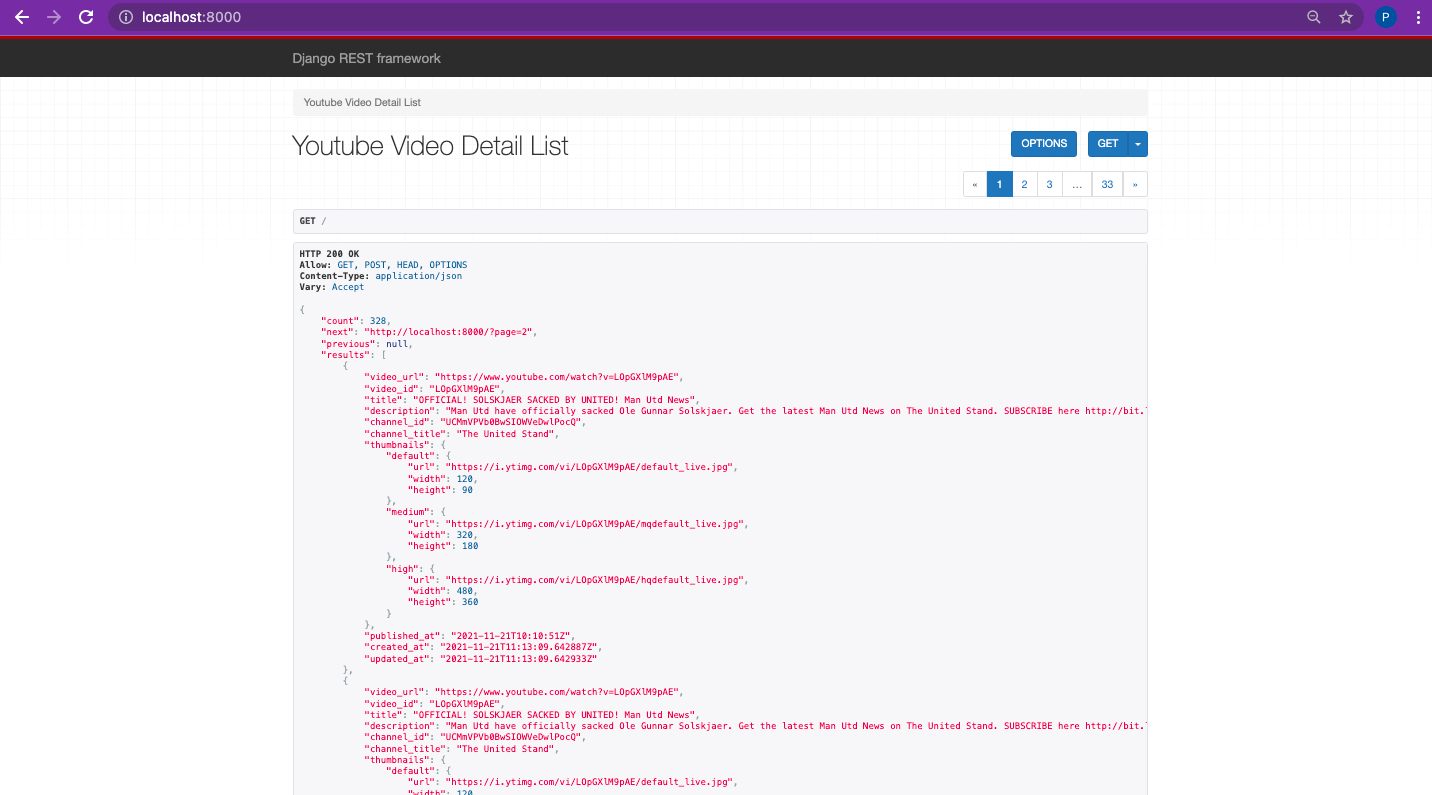 localhost:8000
P
Django REST framework
Youtube Video Detail List
Youtube Video Detail List
OPTIONS
GET
« 1 2 3 … 33 »
GET /
HTTP 200 OK
Allow: GET, POST, HEAD, OPTIONS
Content-Type: application/json
Vary: Accept
{
    "count": 328,
    "next": "http://localhost:8000/?page=2",
    "previous": null,
    "results": [
        {
            "video_url": "https://www.youtube.com/watch?v=LOpGXlM9pAE",
            "video_id": "LOpGXlM9pAE",
            "title": "OFFICIAL! SOLSKJAER SACKED BY UNITED! Man Utd News",
            "description": "Man Utd have officially sacked Ole Gunnar Solskjaer. Get the latest Man Utd News on The United Stand. SUBSCRIBE here http://bit.
            "channel_id": "UCMmVPVb0BwSIOWVeDwlPocQ",
            "channel_title": "The United Stand",
            "thumbnails": {
                "default": {
                    "url": "https://i.ytimg.com/vi/LOpGXlM9pAE/default_live.jpg",
                    "width": 120,
                    "height": 90
                },
                "medium": {
                    "url": "https://i.ytimg.com/vi/LOpGXlM9pAE/mqdefault_live.jpg",
                    "width": 320,
                    "height": 180
                },
                "high": {
                    "url": "https://i.ytimg.com/vi/LOpGXlM9pAE/hqdefault_live.jpg",
                    "width": 480,
                    "height": 360
                }
            },
            "published_at": "2021-11-21T10:10:51Z",
            "created_at": "2021-11-21T11:13:09.642887Z",
            "updated_at": "2021-11-21T11:13:09.642933Z"
        },
        {
            "video_url": "https://www.youtube.com/watch?v=LOpGXlM9pAE",
            "video_id": "LOpGXlM9pAE",
            "title": "OFFICIAL! SOLSKJAER SACKED BY UNITED! Man Utd News",
            "description": "Man Utd have officially sacked Ole Gunnar Solskjaer. Get the latest Man Utd News on The United Stand. SUBSCRIBE here http://bit.
            "channel_id": "UCMmVPVb0BwSIOWVeDwlPocQ",
            "channel_title": "The United Stand",
            "thumbnails": {
                "default": {
                    "url": "https://i.ytimg.com/vi/LOpGXlM9pAE/default_live.jpg",
                    "width": 120,